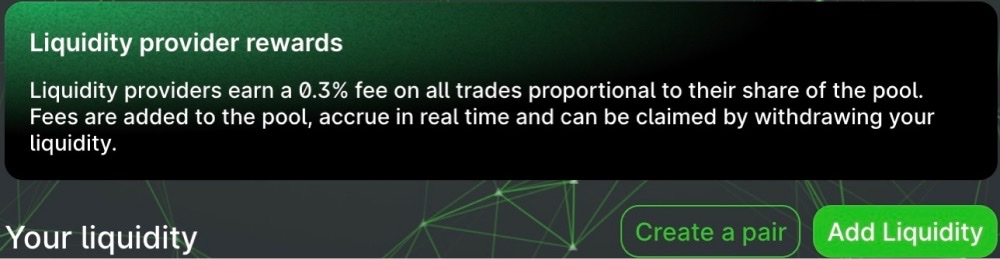 Liquidity provider rewards
Liquidity providers earn a 0.3% fee on all trades proportional to their share of the pool.
Fees are added to the pool, accrue in real time and can be claimed by withdrawing your
liquidity.
Your liquidity
Create a pair
Add Liquidity